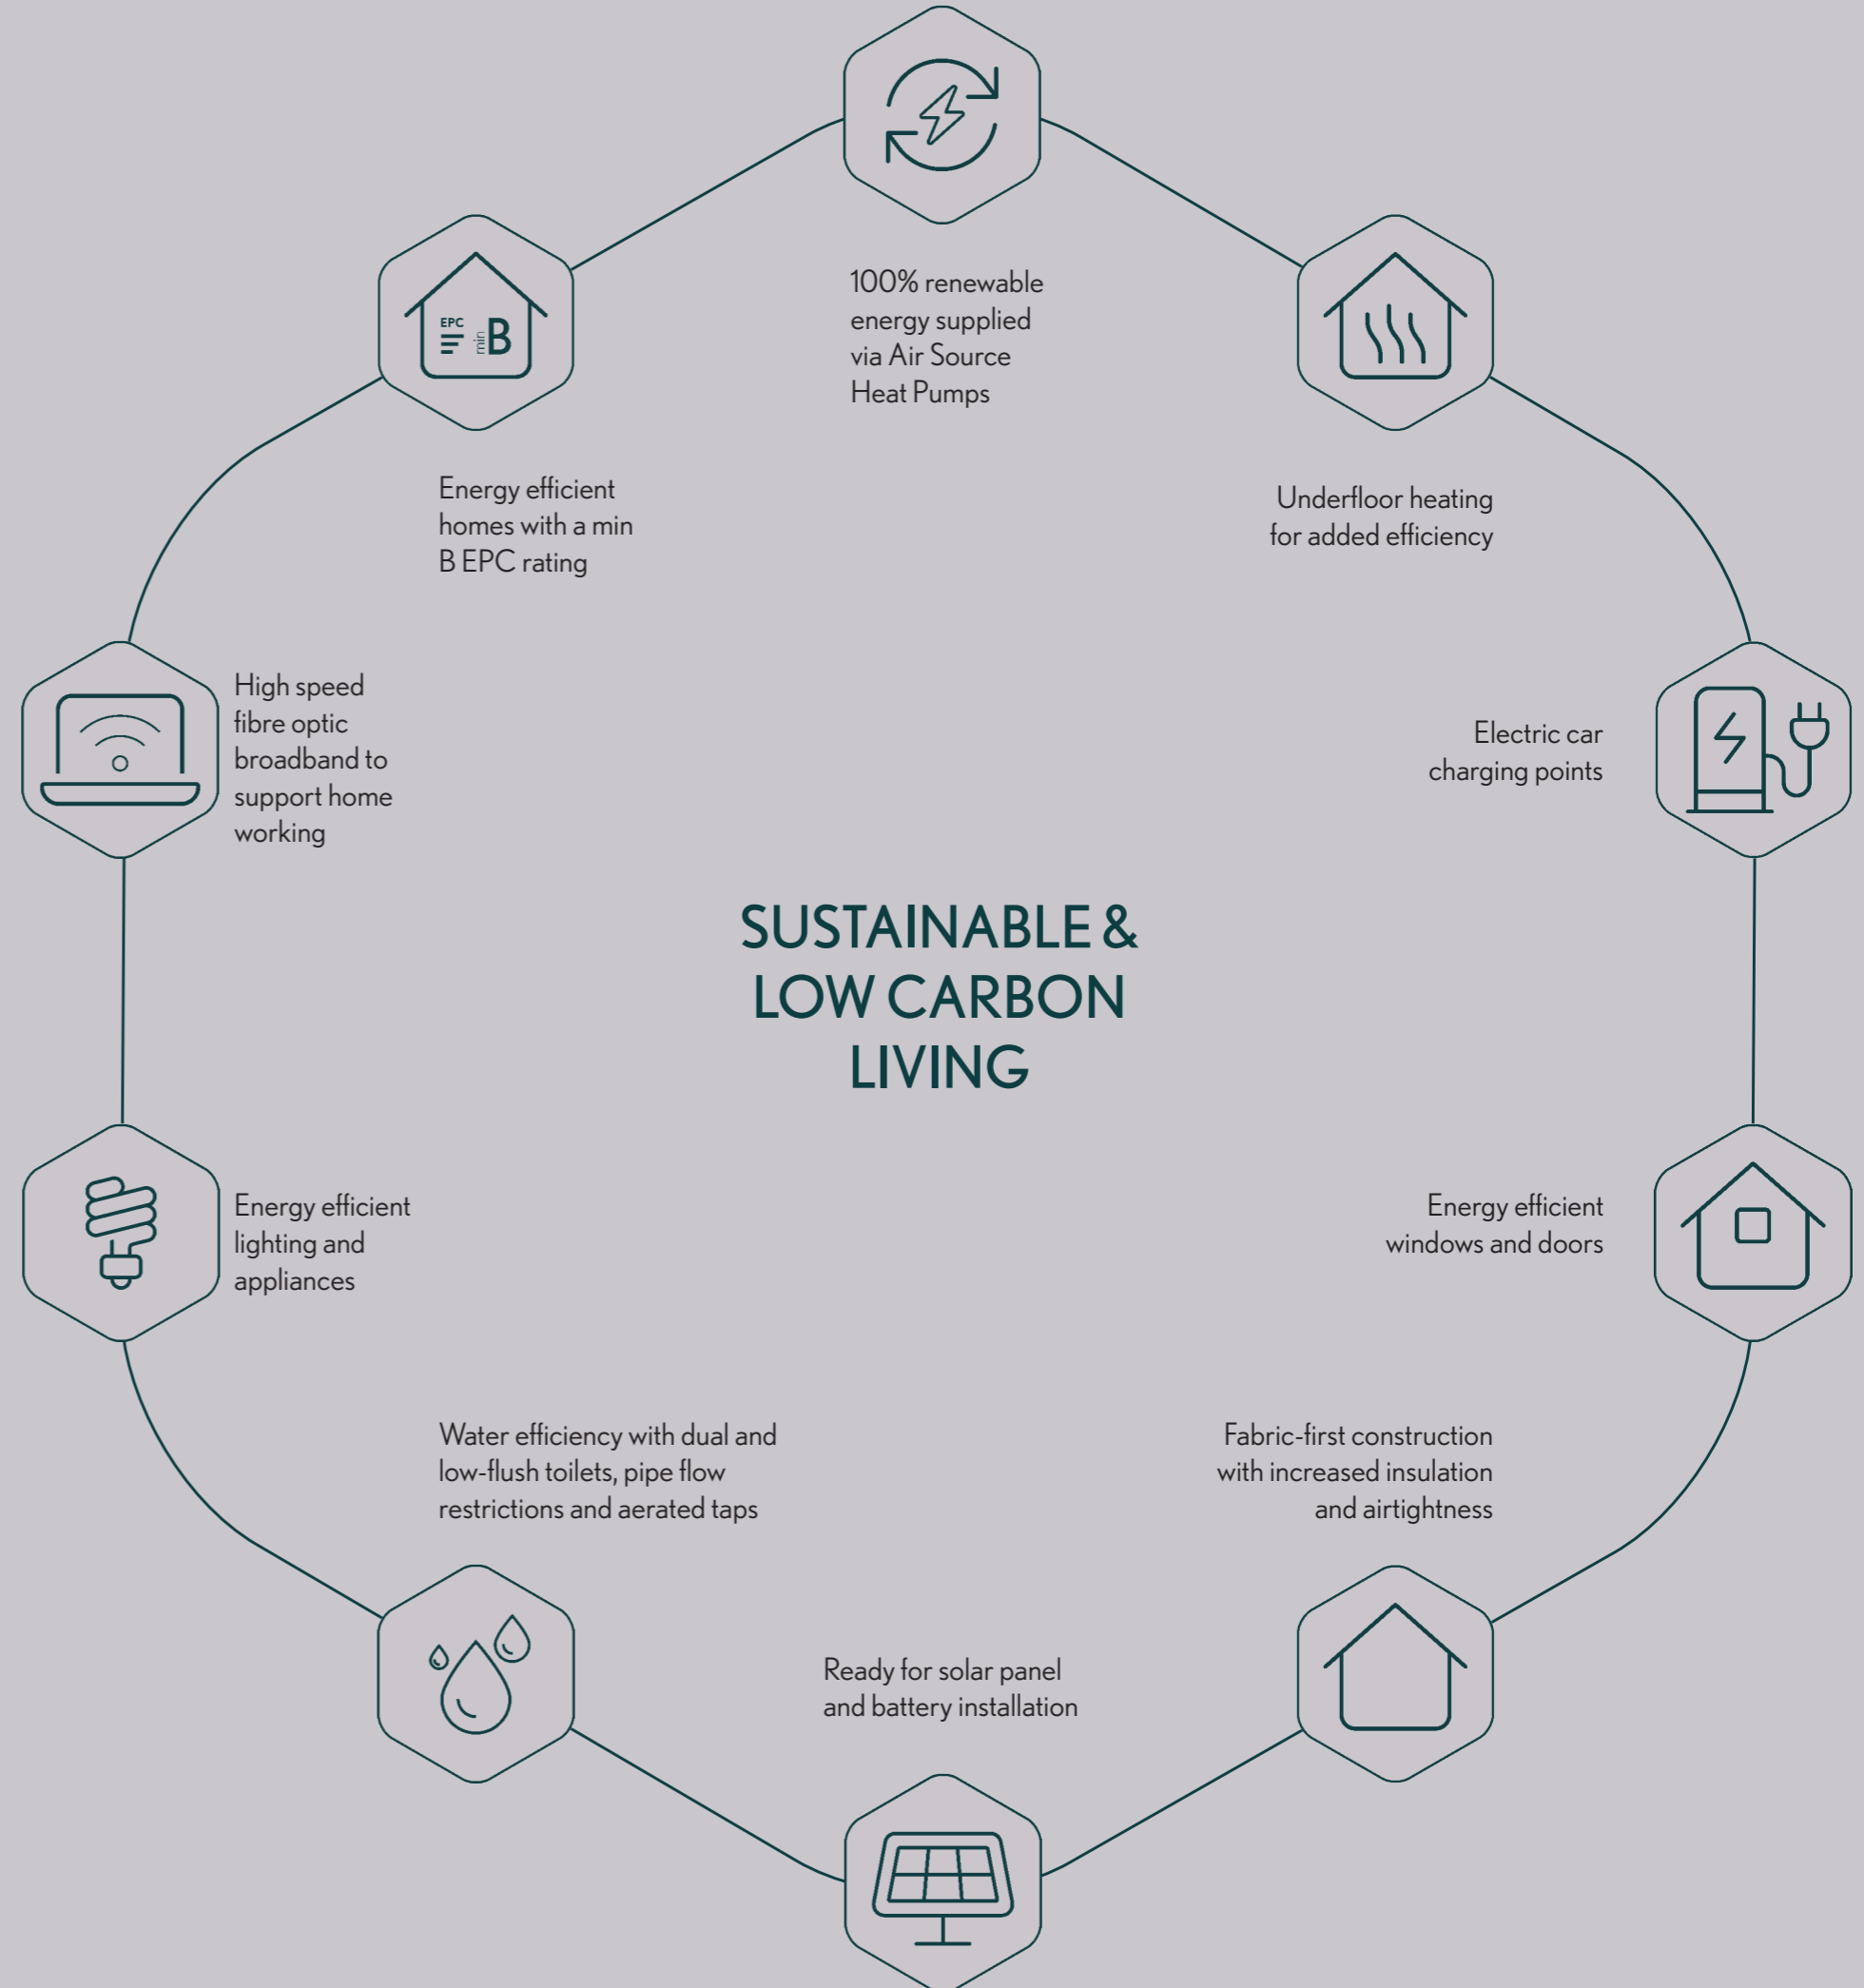 EPC
min
B
100% renewable
energy supplied
via Air Source
Heat Pumps
Underfloor heating
for added efficiency
Electric car
charging points
Energy efficient
windows and doors
Fabric-first construction
with increased insulation
and airtightness
Ready for solar panel
and battery installation
Water efficiency with dual and
low-flush toilets, pipe flow
restrictions and aerated taps
Energy efficient
lighting and
appliances
High speed
fibre optic
broadband to
support home
working
Energy efficient
homes with a min
B EPC rating
SUSTAINABLE &
LOW CARBON
LIVING